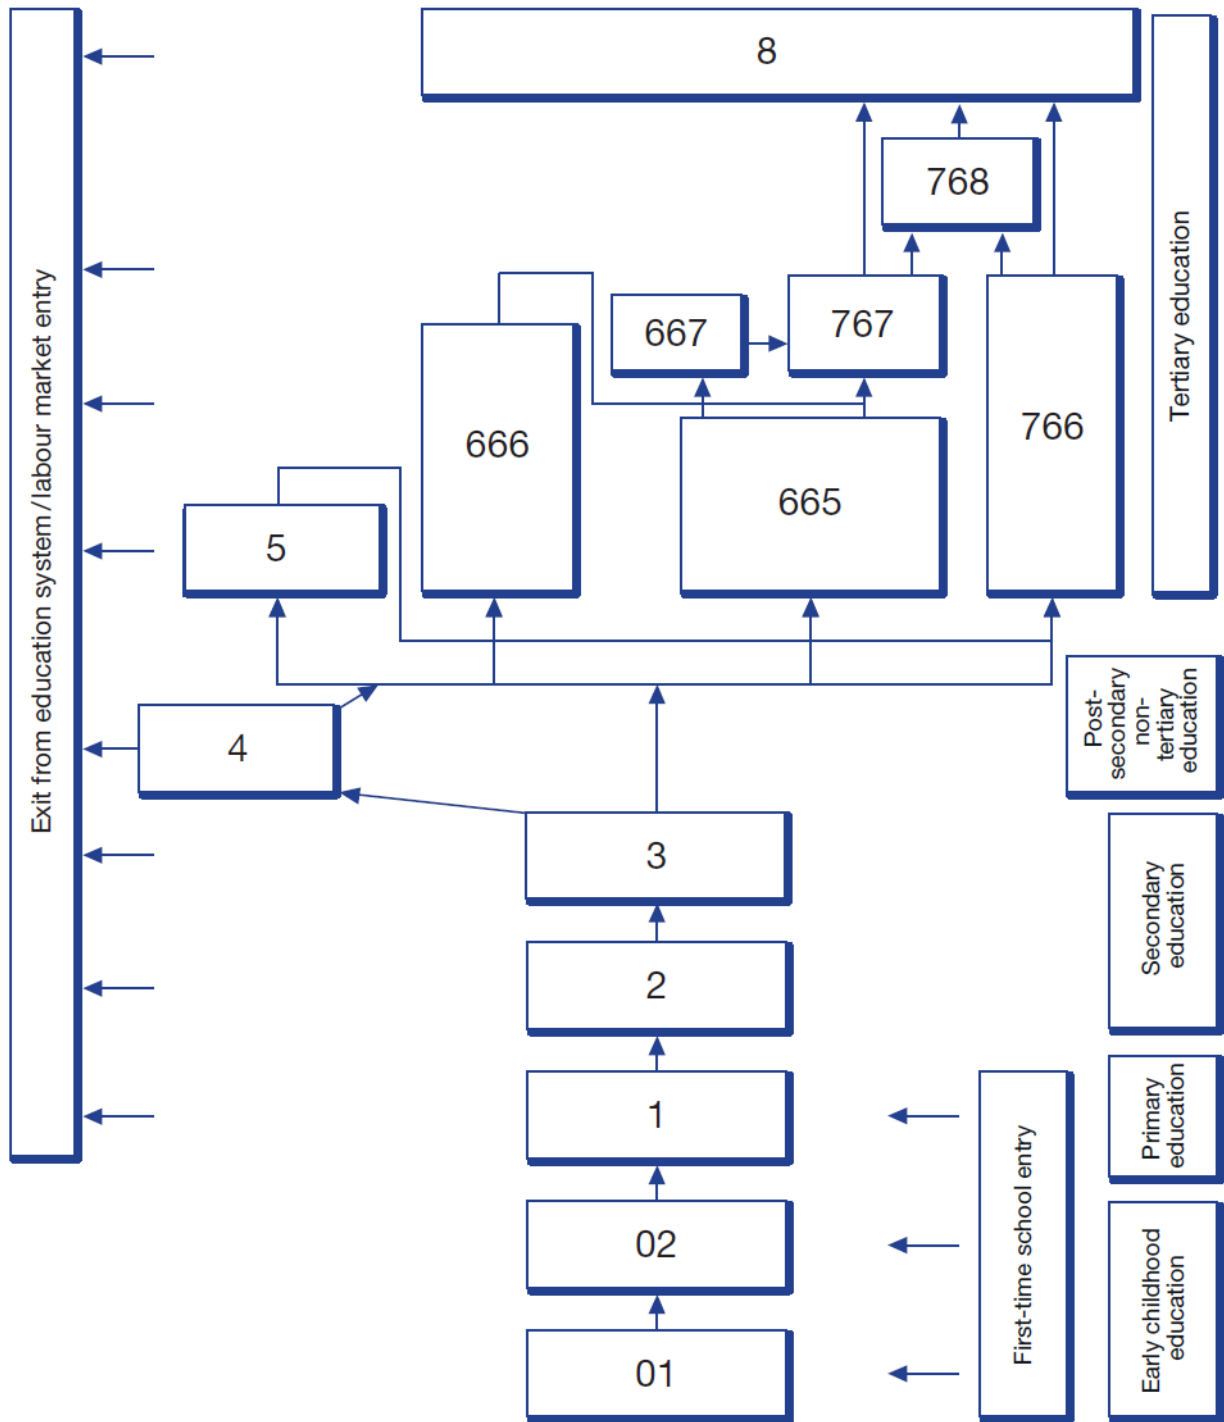 Exit from education system/labour market entry
8
768
667
767
666
665
766
5
4
3
2
1
02
01
First-time school entry
Tertiary education
Post-
secondary
non-
tertiary
education
Secondary
education
Primary
education
Early childhood
education